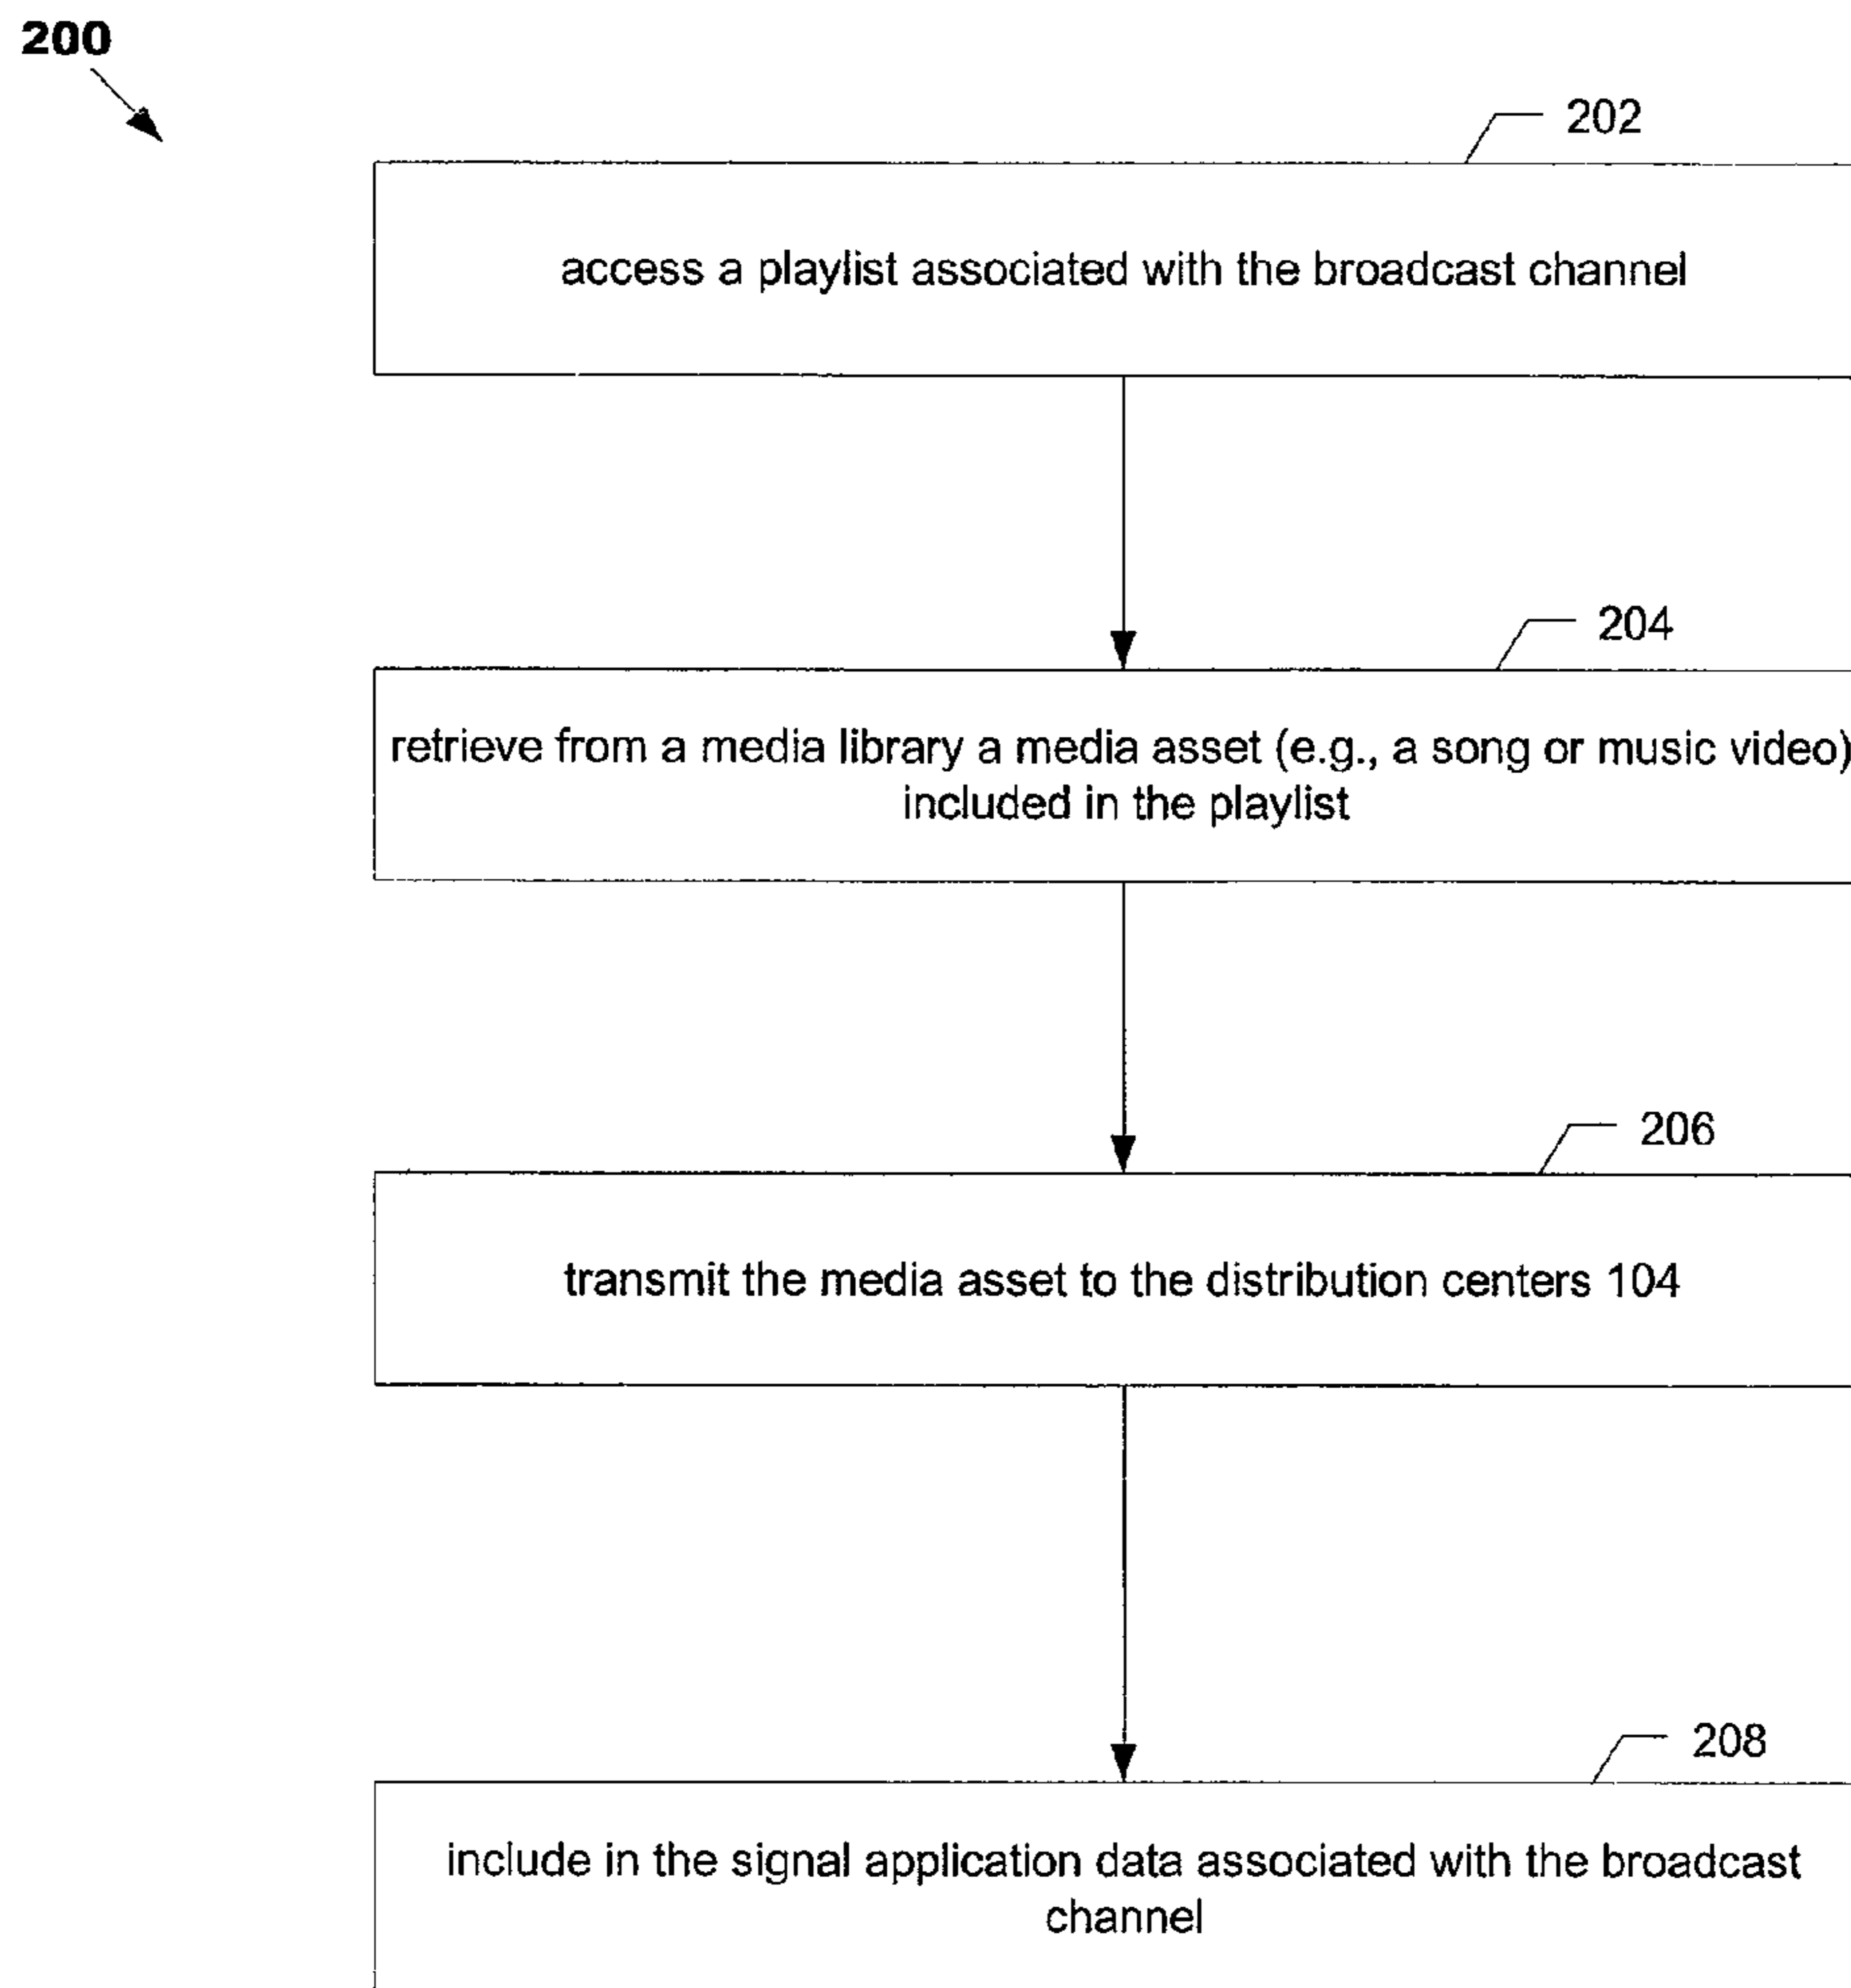 200
202
access a playlist associated with the broadcast channel
204
retrieve from a media library a media asset (e.g., a song or music video)
included in the playlist
206
transmit the media asset to the distribution centers 104
208
include in the signal application data associated with the broadcast
channel